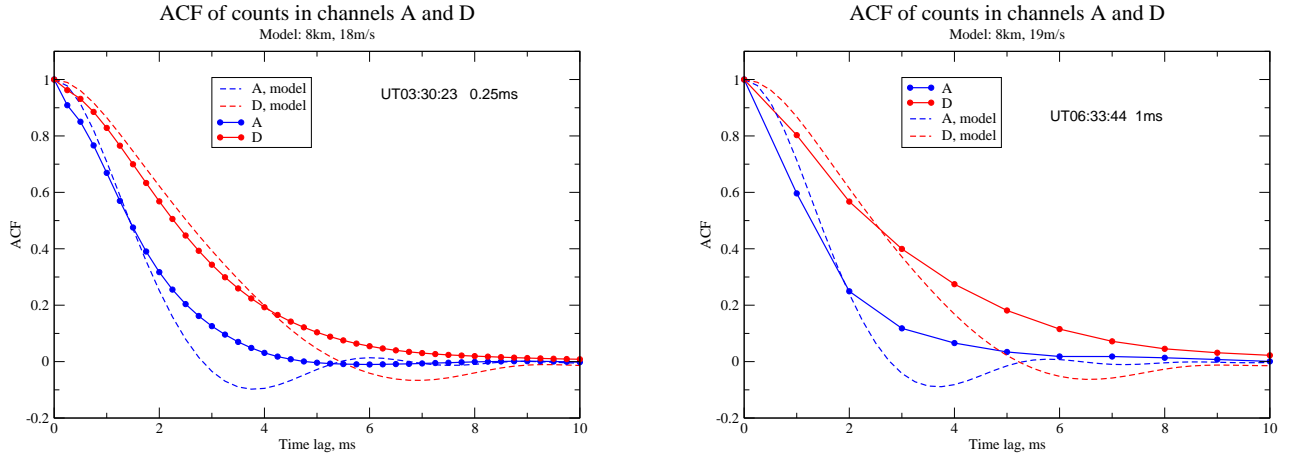 ACF of counts in channels A and D
Model: 8km, 18m/s
A, model
D, model
A
D
UT03:30:23 0.25ms
ACF
1
0.8
0.6
0.4
0.2
0
-0.2
0 2 4 6 8 10
Time lag, ms
ACF of counts in channels A and D
Model: 8km, 19m/s
A
D
A, model
D, model
UT06:33:44 1ms
ACF
1
0.8
0.6
0.4
0.2
0
-0.2
0 2 4 6 8 10
Time lag, ms